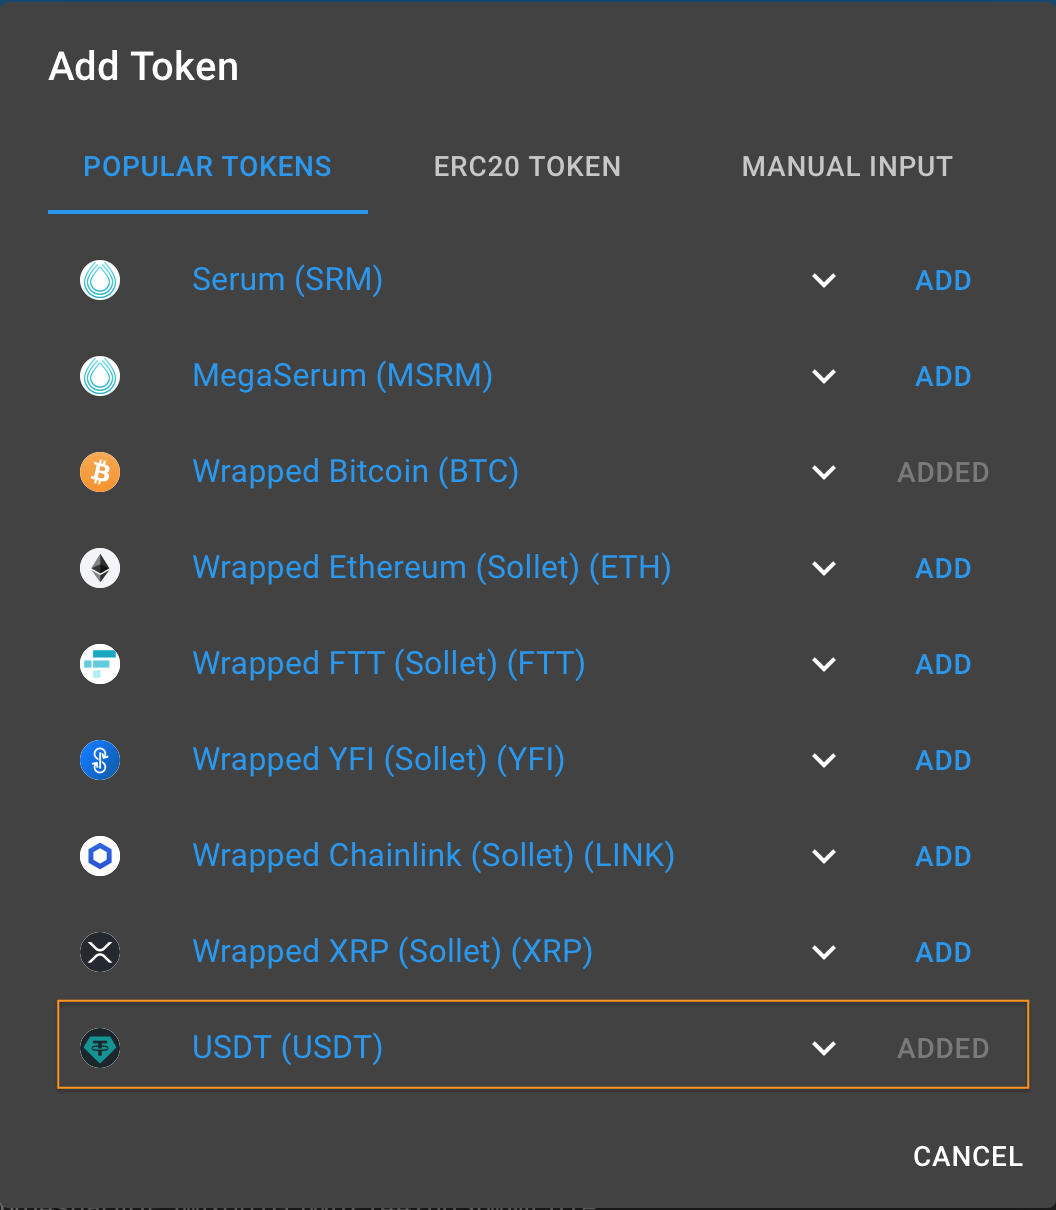 Add Token
POPULAR TOKENS ERC20 TOKEN MANUAL INPUT
Serum (SRM) ADD
MegaSerum (MSRM) ADD
Wrapped Bitcoin (BTC) ADDED
Wrapped Ethereum (Sollet) (ETH) ADD
Wrapped FTT (Sollet) (FTT) ADD
Wrapped YFI (Sollet) (YFI) ADD
Wrapped Chainlink (Sollet) (LINK) ADD
Wrapped XRP (Sollet) (XRP) ADD
USDT (USDT) ADDED
CANCEL